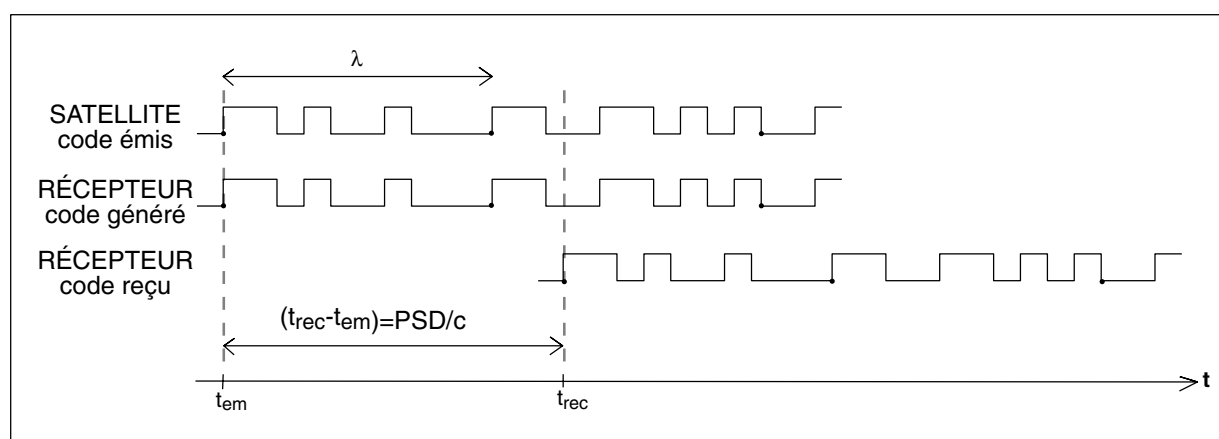 λ
SATELLITE
code émis
RÉCEPTEUR
code généré
RÉCEPTEUR
code reçu
(trec-tem)=PSD/c
t
tem
trec